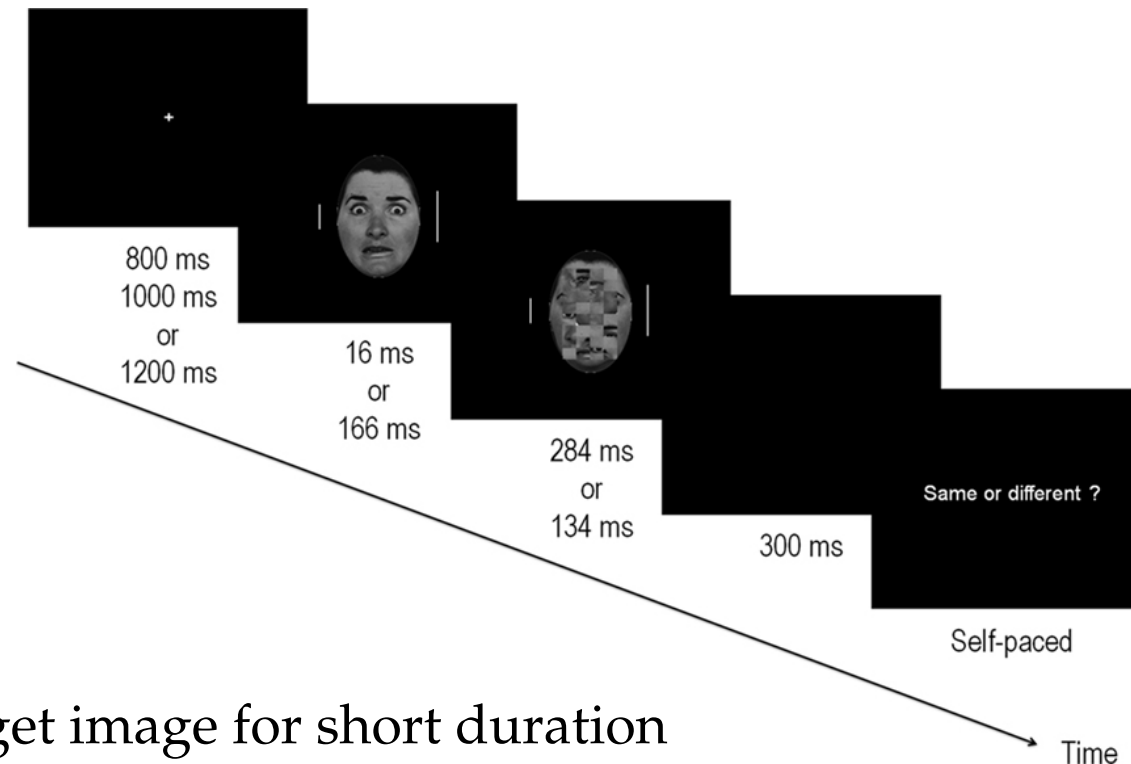 800 ms
1000 ms
or
1200 ms
16 ms
or
166 ms
284 ms
or
134 ms
300 ms
Same or different ?
Self-paced
get image for short duration
Time